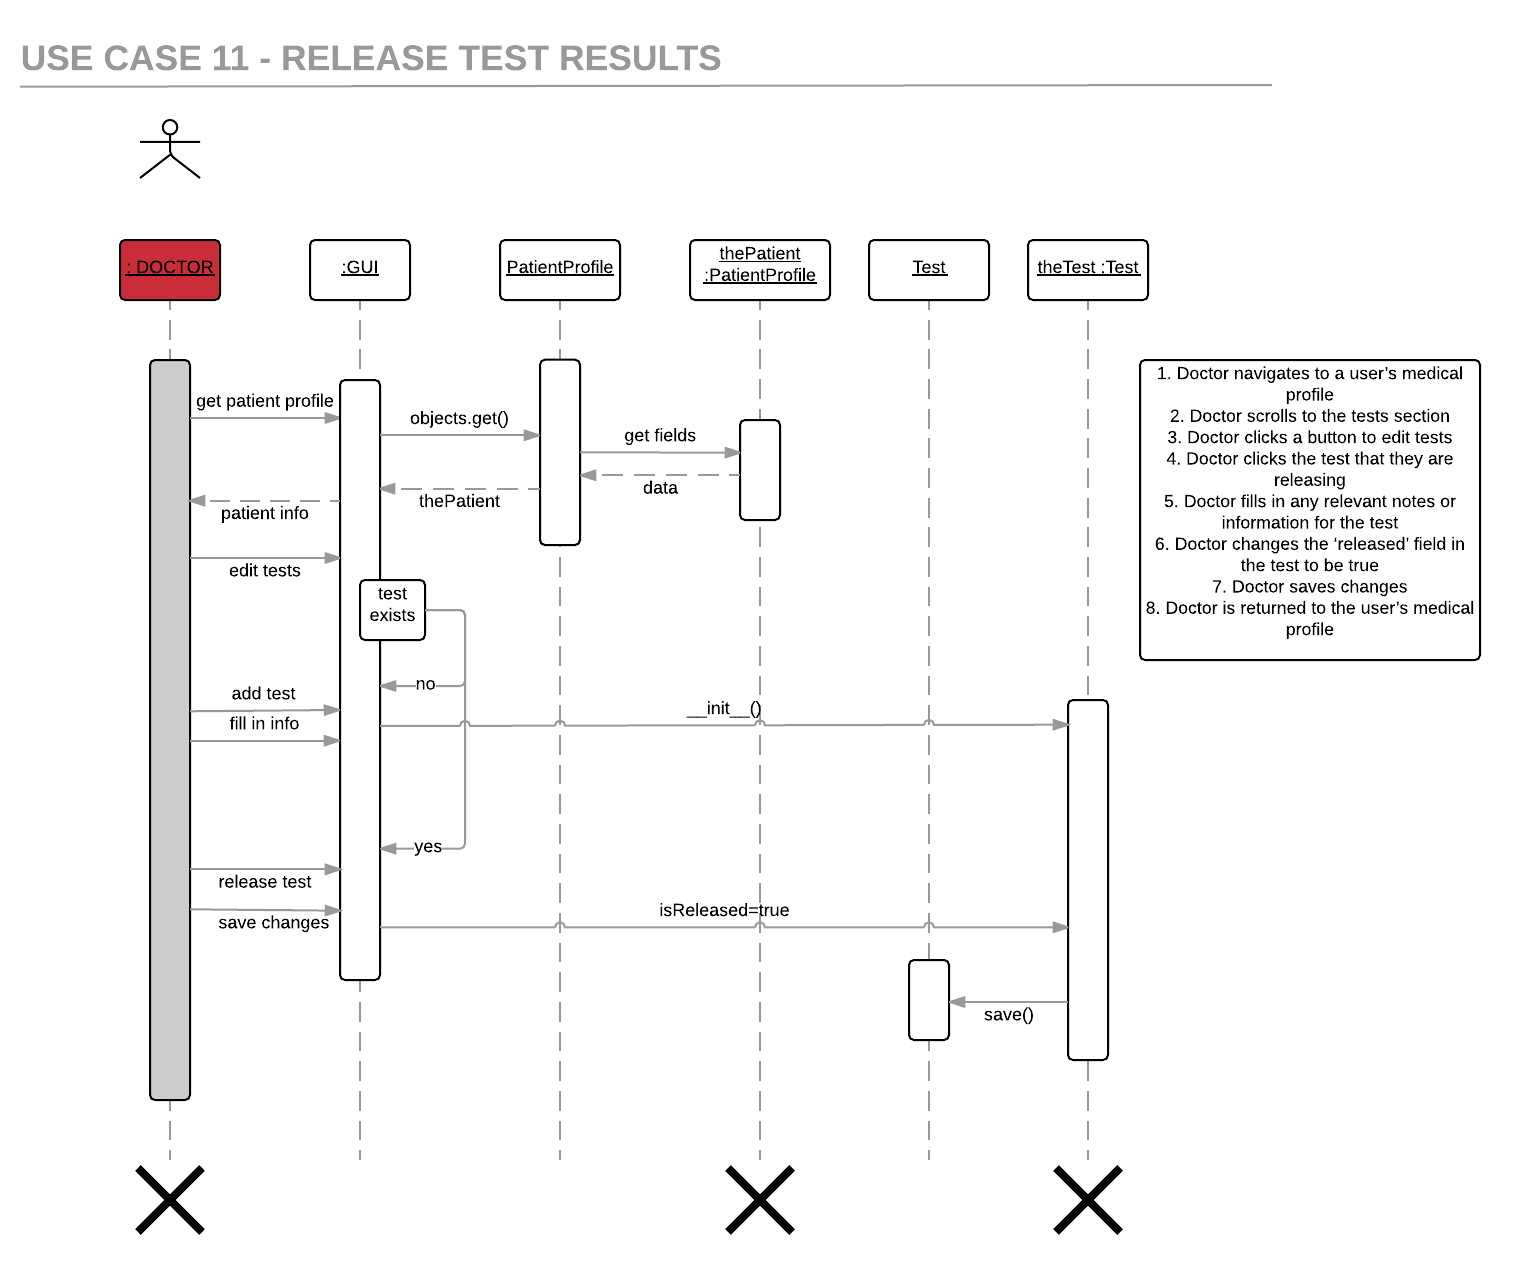 USE CASE 11 - RELEASE TEST RESULTS
: DOCTOR
:GUI
PatientProfile
thePatient
:PatientProfile
Test
theTest :Test
get patient profile
objects.get()
get fields
data
thePatient
patient info
edit tests
test
exists
no
add test
fill in info
__init__()
yes
release test
save changes
isReleased=true
save()
1. Doctor navigates to a user’s medical
profile
2. Doctor scrolls to the tests section
3. Doctor clicks a button to edit tests
4. Doctor clicks the test that they are
releasing
5. Doctor fills in any relevant notes or
information for the test
6. Doctor changes the ‘released’ field in
the test to be true
7. Doctor saves changes
8. Doctor is returned to the user’s medical
profile